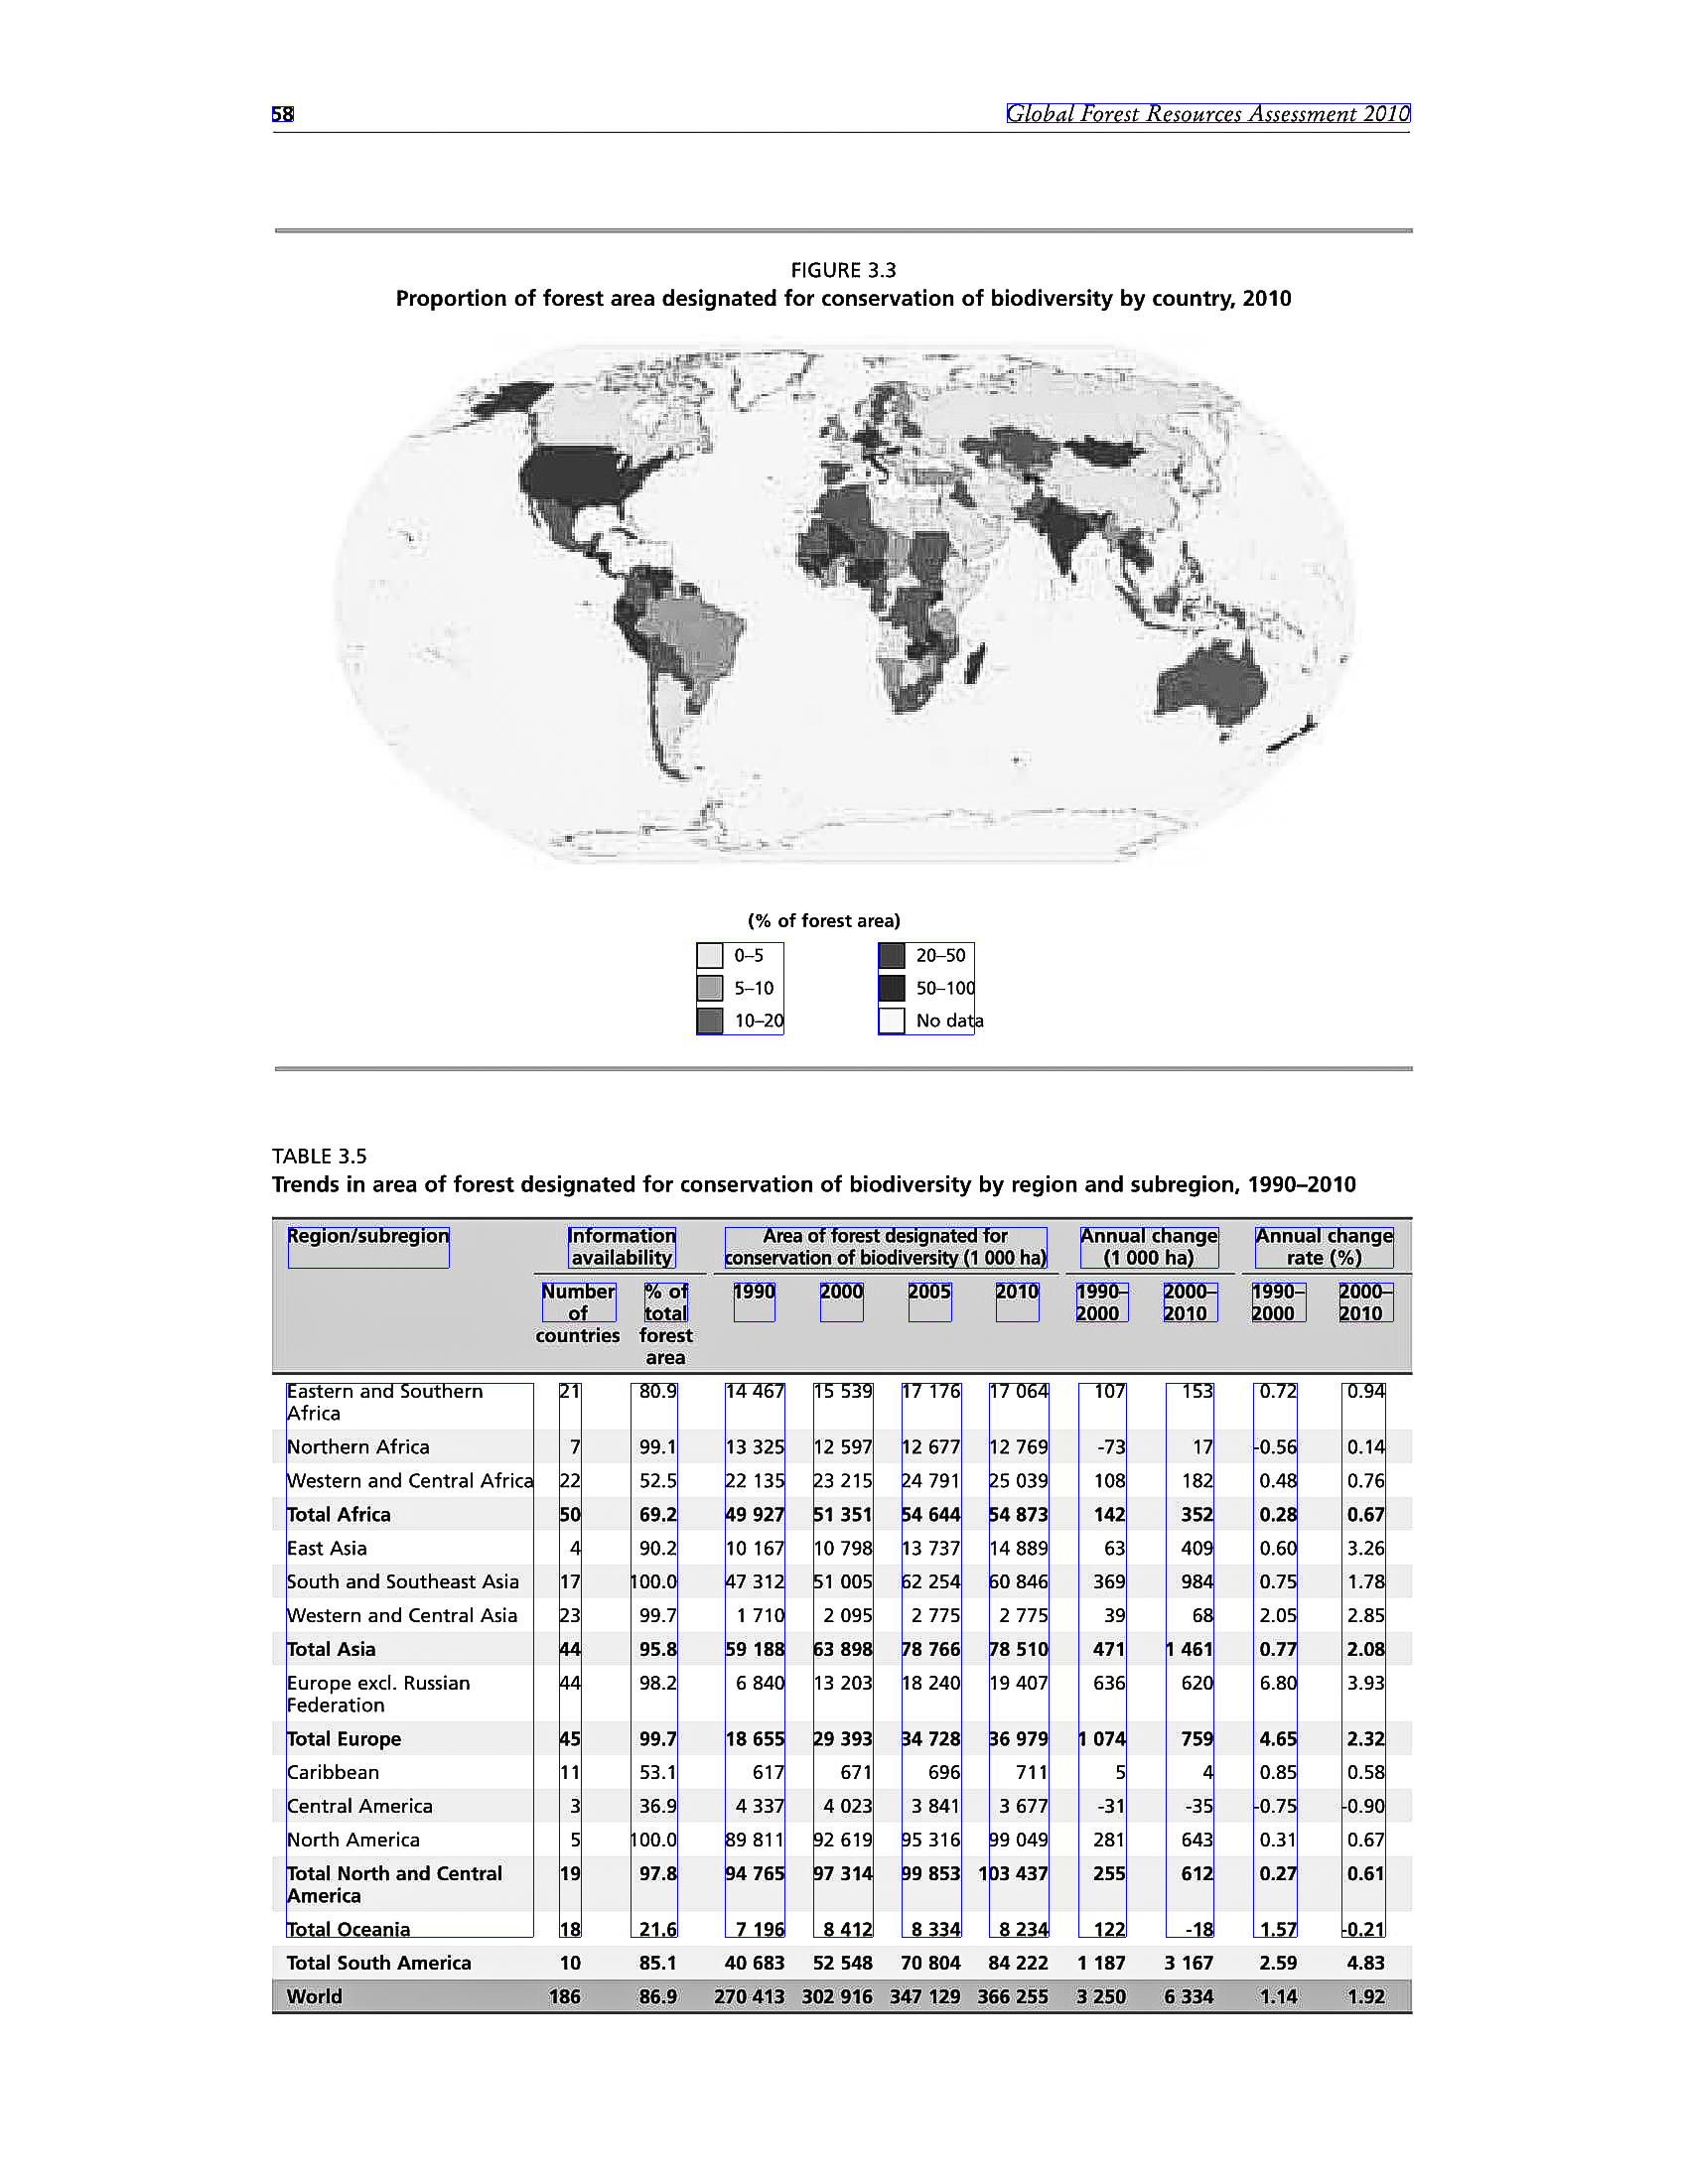 58 Global Forest Resources Assessment 2010
FIGURE 3.3
Proportion of forest area designated for conservation of biodiversity by country, 2010
(% of forest area)
0–5 20–50
5–10 50–100
10–20 No data
TABLE 3.5
Trends in area of forest designated for conservation of biodiversity by region and subregion, 1990–2010
Region/subregion Information Area of forest designated for Annual change Annual change
availability conservation of biodiversity (1 000 ha) (1 000 ha) rate (%)
Number % of 1990 2000 2005 2010 1990– 2000– 1990– 2000–
of total 2000 2010 2000 2010
countries forest
area
Eastern and Southern 21 80.9 14 467 15 539 17 176 17 064 107 153 0.72 0.94
Africa
Northern Africa 7 99.1 13 325 12 597 12 677 12 769 -73 17 -0.56 0.14
Western and Central Africa 22 52.5 22 135 23 215 24 791 25 039 108 182 0.48 0.76
Total Africa 50 69.2 49 927 51 351 54 644 54 873 142 352 0.28 0.67
East Asia 4 90.2 10 167 10 798 13 737 14 889 63 409 0.60 3.26
South and Southeast Asia 17 100.0 47 312 51 005 62 254 60 846 369 984 0.75 1.78
Western and Central Asia 23 99.7 1 710 2 095 2 775 2 775 39 68 2.05 2.85
Total Asia 44 95.8 59 188 63 898 78 766 78 510 471 1 461 0.77 2.08
Europe excl. Russian 44 98.2 6 840 13 203 18 240 19 407 636 620 6.80 3.93
Federation
Total Europe 45 99.7 18 655 29 393 34 728 36 979 1 074 759 4.65 2.32
Caribbean 11 53.1 617 671 696 711 5 4 0.85 0.58
Central America 3 36.9 4 337 4 023 3 841 3 677 -31 -35 -0.75 -0.90
North America 5 100.0 89 811 92 619 95 316 99 049 281 643 0.31 0.67
Total North and Central 19 97.8 94 765 97 314 99 853 103 437 255 612 0.27 0.61
America
Total Oceania 18 21.6 7 196 8 412 8 334 8 234 122 -18 1.57 -0.21
Total South America 10 85.1 40 683 52 548 70 804 84 222 1 187 3 167 2.59 4.83
World 186 86.9 270 413 302 916 347 129 366 255 3 250 6 334 1.14 1.92